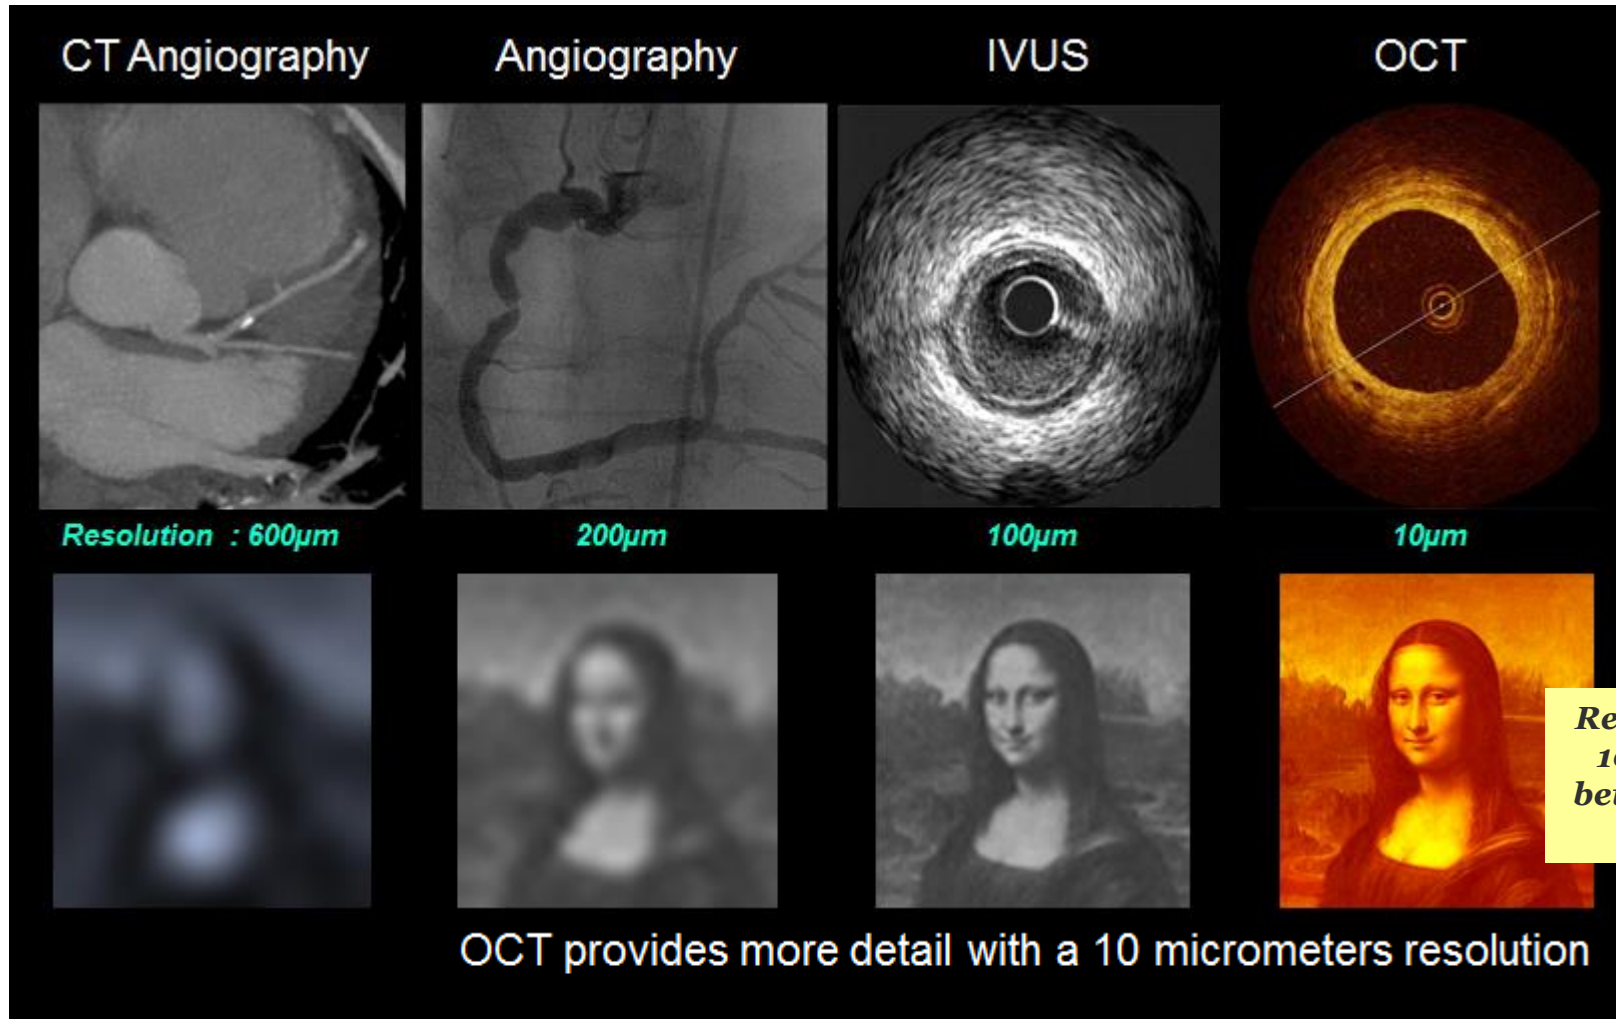 CT Angiography
Angiography
IVUS
OCT
Resolution : 600µm
200µm
100µm
10µm
OCT provides more detail with a 10 micrometers resolution